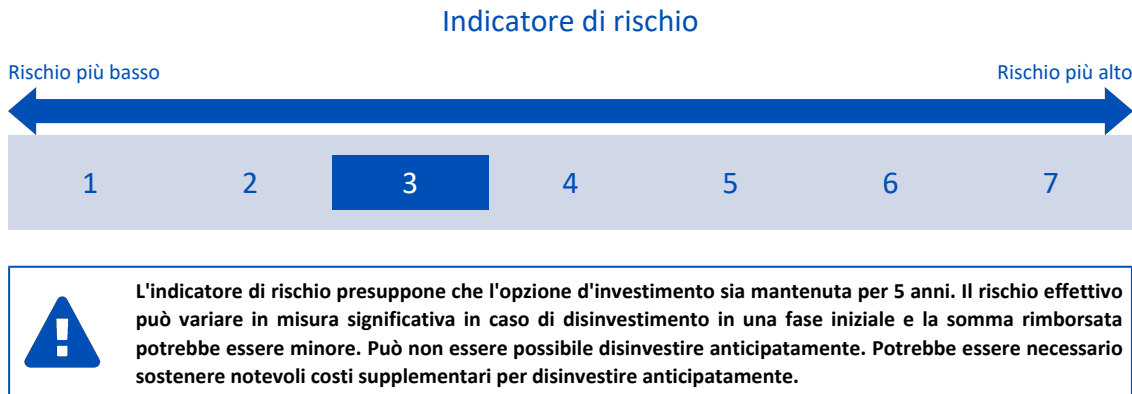 Indicatore di rischio
Rischio più basso
Rischio più alto
1 2 3 4 5 6 7
L'indicatore di rischio presuppone che l'opzione d'investimento sia mantenuta per 5 anni. Il rischio effettivo
può variare in misura significativa in caso di disinvestimento in una fase iniziale e la somma rimborsata
potrebbe essere minore. Può non essere possibile disinvestire anticipatamente. Potrebbe essere necessario
sostenere notevoli costi supplementari per disinvestire anticipatamente.